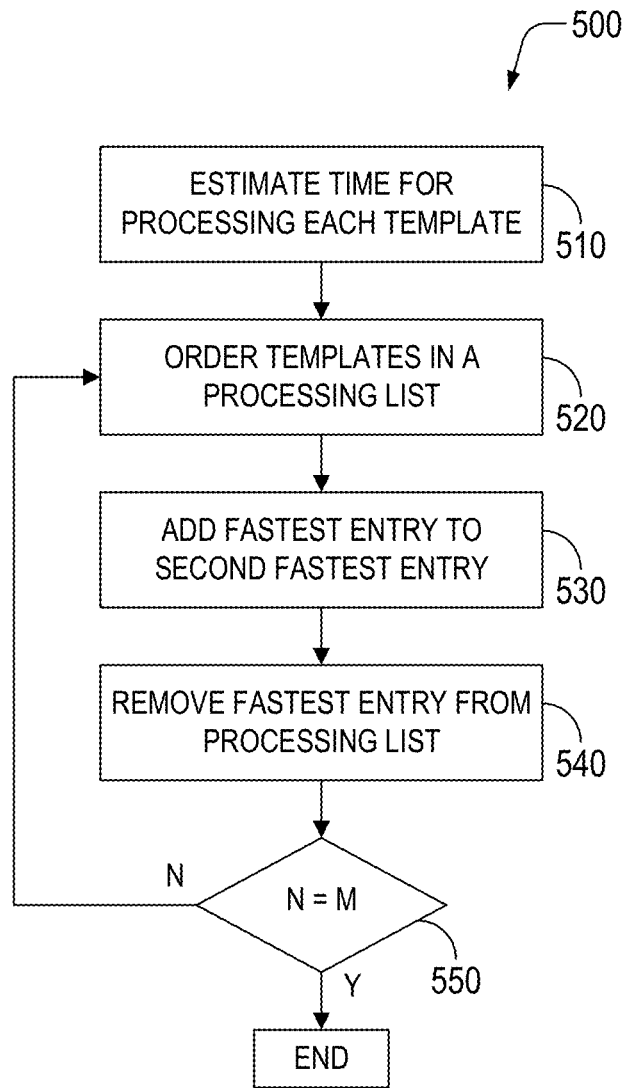 500
ESTIMATE TIME FOR
PROCESSING EACH TEMPLATE
510
ORDER TEMPLATES IN A
PROCESSING LIST
520
ADD FASTEST ENTRY TO
SECOND FASTEST ENTRY
530
REMOVE FASTEST ENTRY FROM
PROCESSING LIST
540
N
N = M
550
Y
END